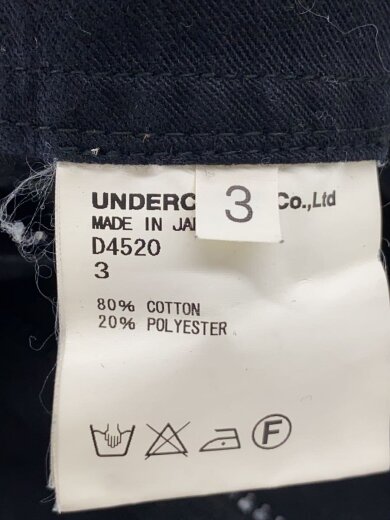 UNDERC Co.,Ltd
3
MADE IN JA
D4520
3
80% COTTON
20% POLYESTER
F